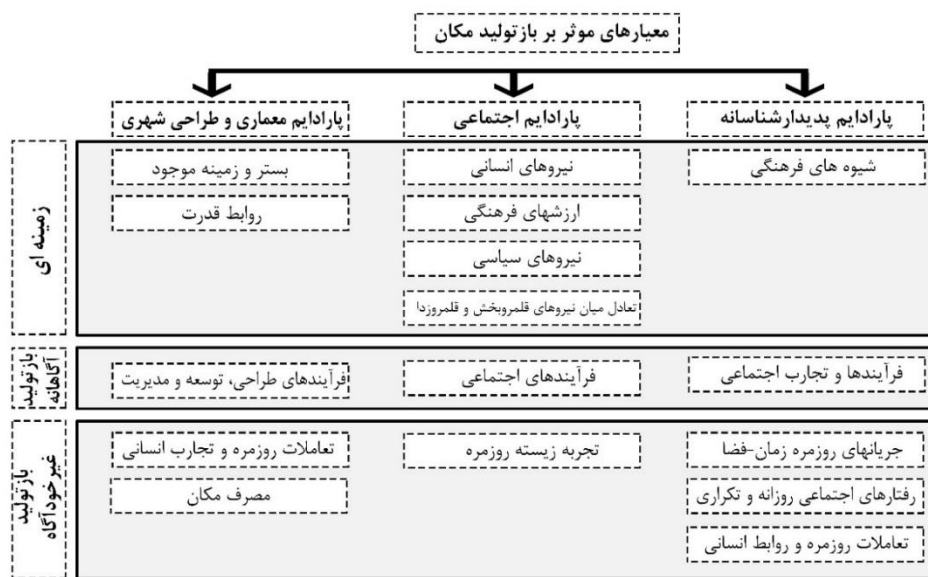 معیارهای موثر بر بازتولید مکان
پارادایم پدیدارشناسانه
پارادایم اجتماعی
پارادایم معماری و طراحی شهری
زمینه ای
شیوه های فرهنگی
نیروهای انسانی
ارزشهای فرهنگی
نیروهای سیاسی
تعادل میان نیروهای قلمروبخش و قلمروزدا
بستر و زمینه موجود
روابط قدرت
بازتولید
آگاهانه
فرآیندها و تجارب اجتماعی
فرآیندهای اجتماعی
فرآیندهای طراحی، توسعه و مدیریت
بازتولید
غیرخودآگاه
جریانهای روزمره زمان-فضا
رفتارهای اجتماعی روزانه و تکراری
تعاملات روزمره و روابط انسانی
تجربه زیسته روزمره
تعاملات روزمره و تجارب انسانی
مصرف مکان